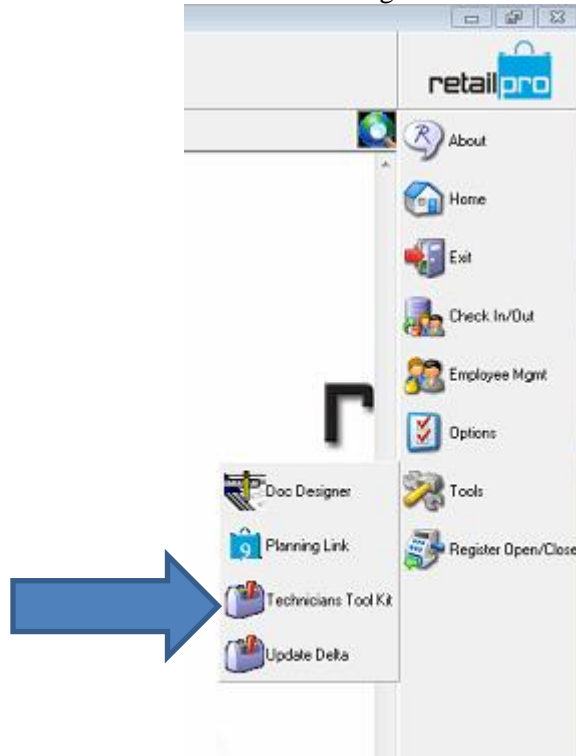 retailpro
About
Home
Exit
Check In/Out
Employee Mgmt
Options
Doc Designer
Tools
Planning Link
Register Open/Close
Technicians Tool Kit
Update Delta